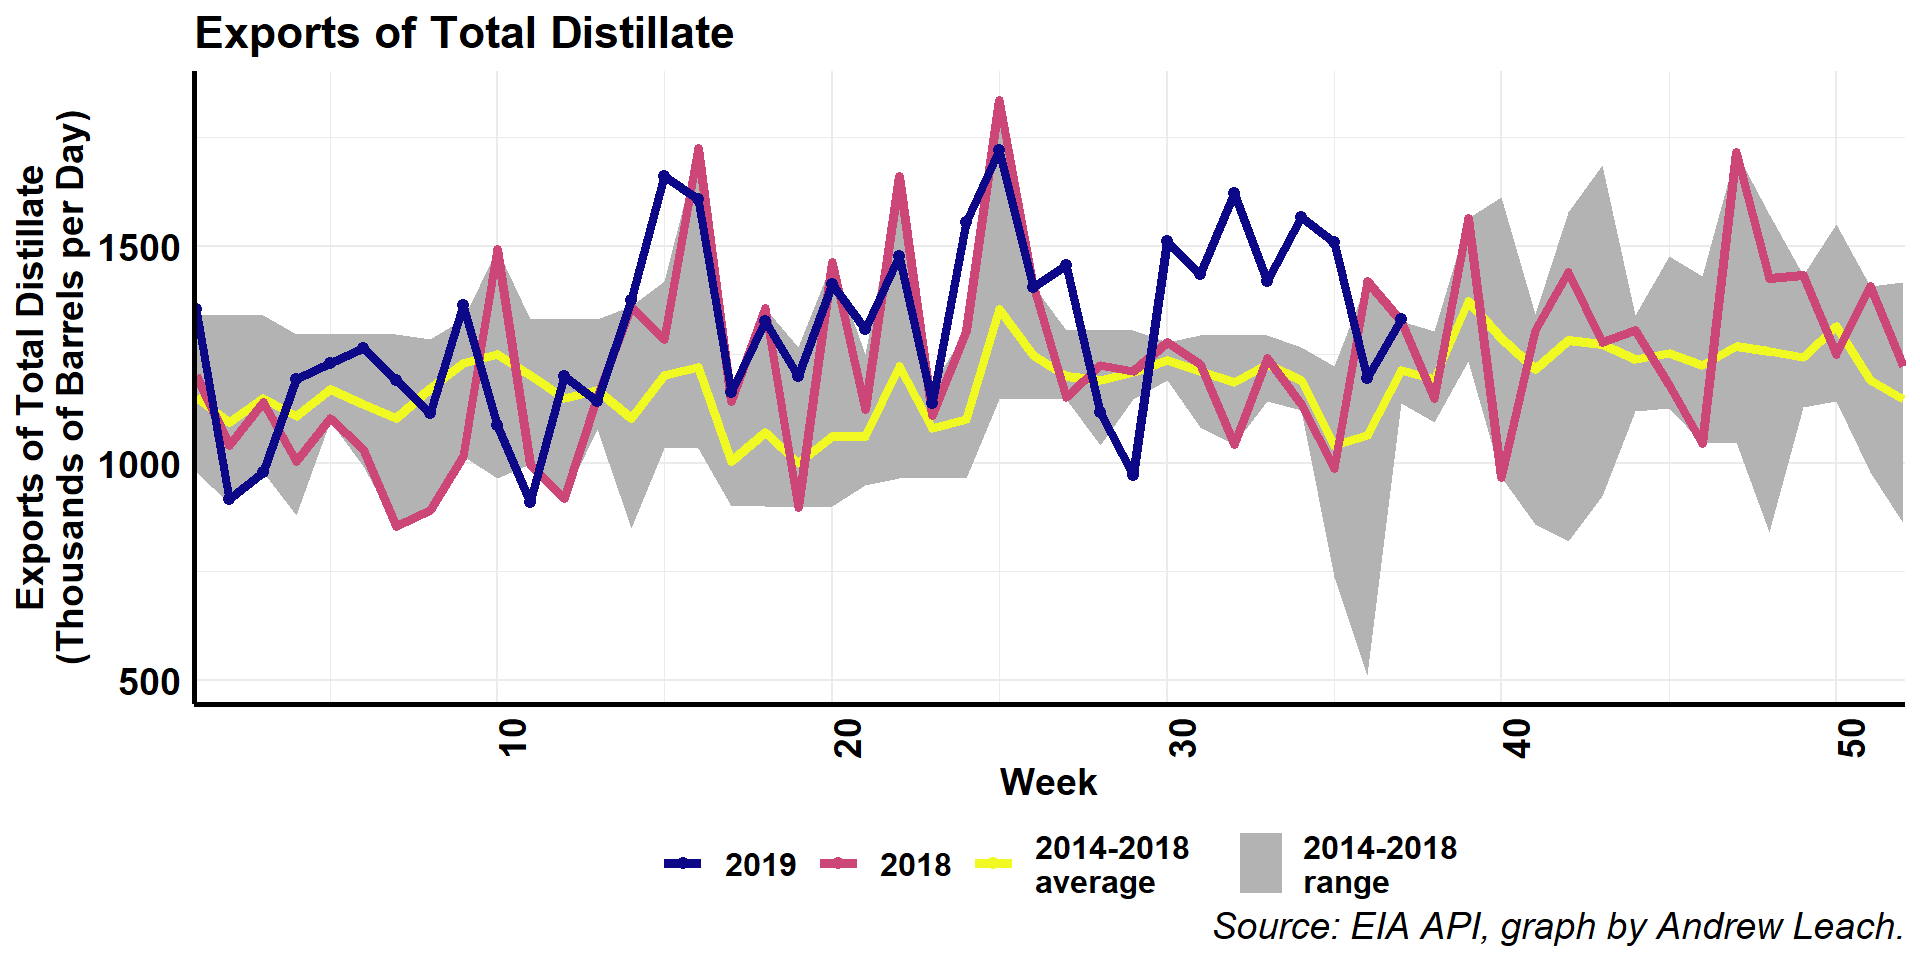 Exports of Total Distillate
Exports of Total Distillate
(Thousands of Barrels per Day)
1500
1000
500
10
20
30
40
50
Week
2019
2018
2014-2018
average
2014-2018
range
Source: EIA API, graph by Andrew Leach.